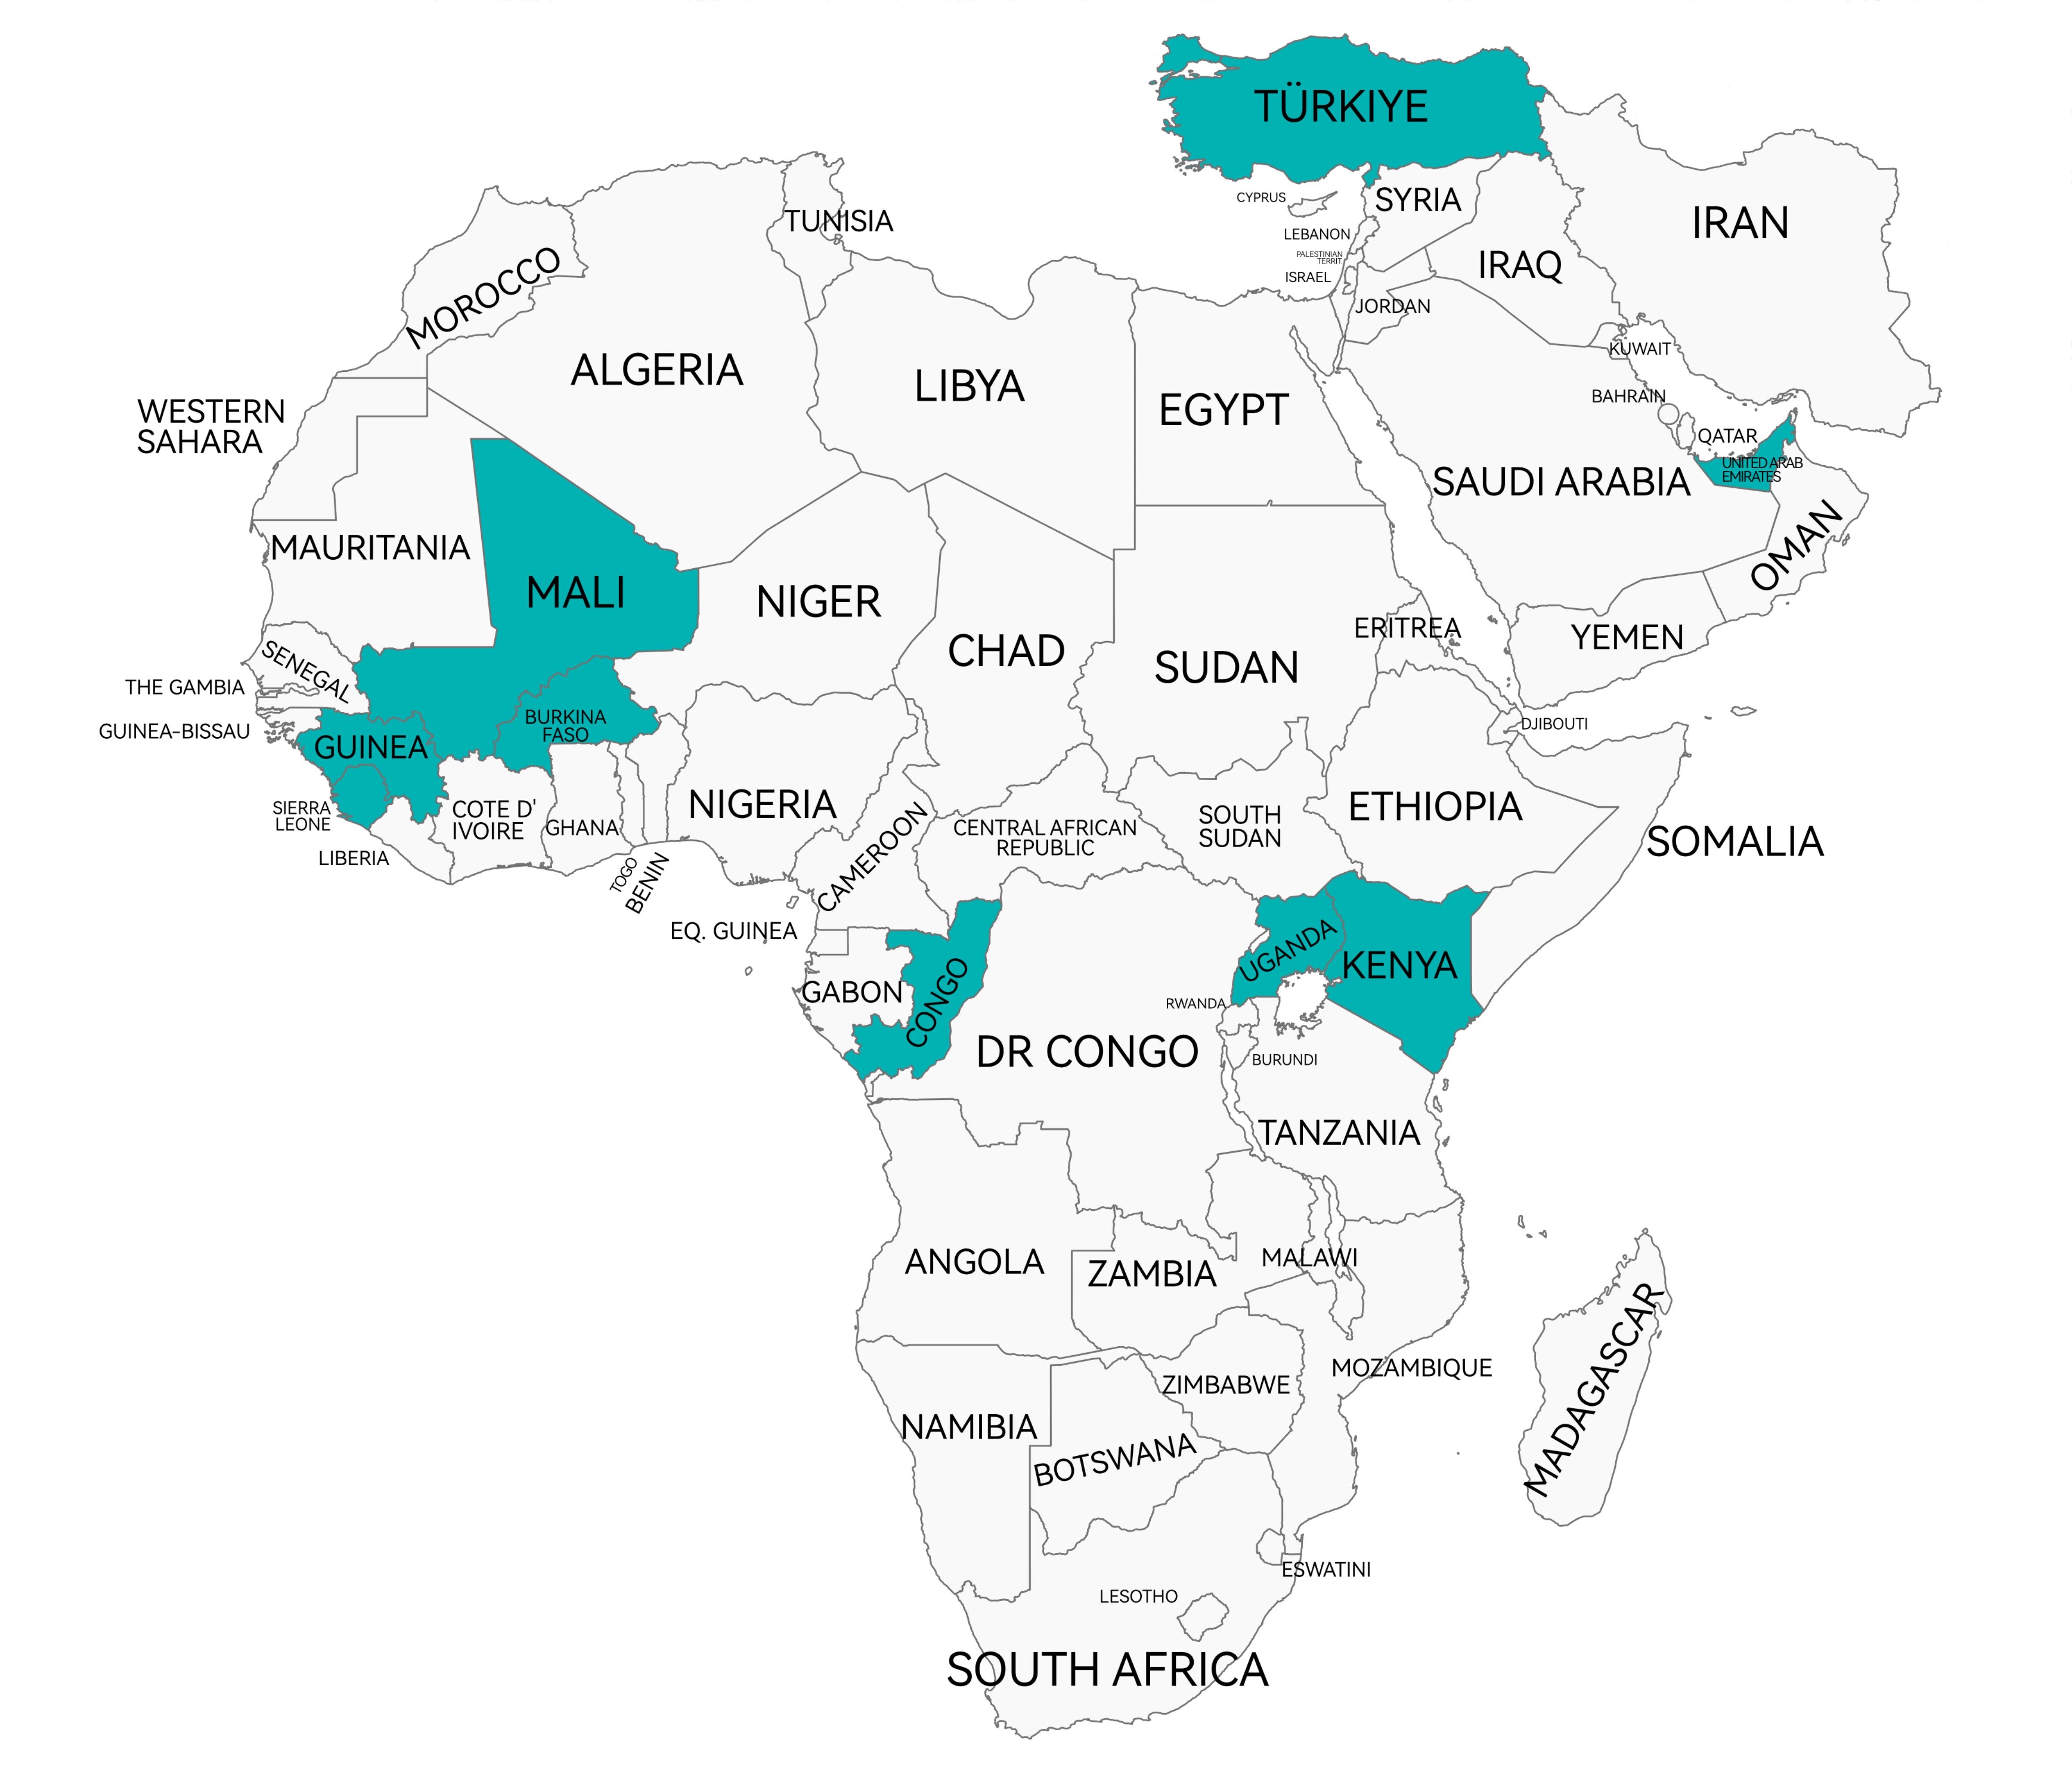 TÜRKIYE
CYPRUS
SYRIA
IRAN
TUNISIA
LEBANON
PALESTINIAN
TERRIT.
ISRAEL
IRAQ
MOROCCO
JORDAN
KUWAIT
ALGERIA
LIBYA
EGYPT
BAHRAIN
QATAR
WESTERN
SAHARA
UNITED ARAB
EMIRATES
SAUDI ARABIA
OMAN
MAURITANIA
MALI
NIGER
CHAD
SUDAN
ERITREA
YEMEN
SENEGAL
THE GAMBIA
GUINEA-BISSAU
GUINEA
BURKINA
FASO
DJIBOUTI
SIERRA
LEONE
COTE D'
IVOIRE
GHANA
NIGERIA
CENTRAL AFRICAN
REPUBLIC
SOUTH
SUDAN
ETHIOPIA
SOMALIA
LIBERIA
TOGO
BENIN
CAMEROON
EQ. GUINEA
GABON
CONGO
UGANDA
KENYA
RWANDA
DR CONGO
BURUNDI
TANZANIA
ANGOLA
ZAMBIA
MALAWI
MOZAMBIQUE
MADAGASCAR
ZIMBABWE
NAMIBIA
BOTSWANA
ESWATINI
LESOTHO
SOUTH AFRICA